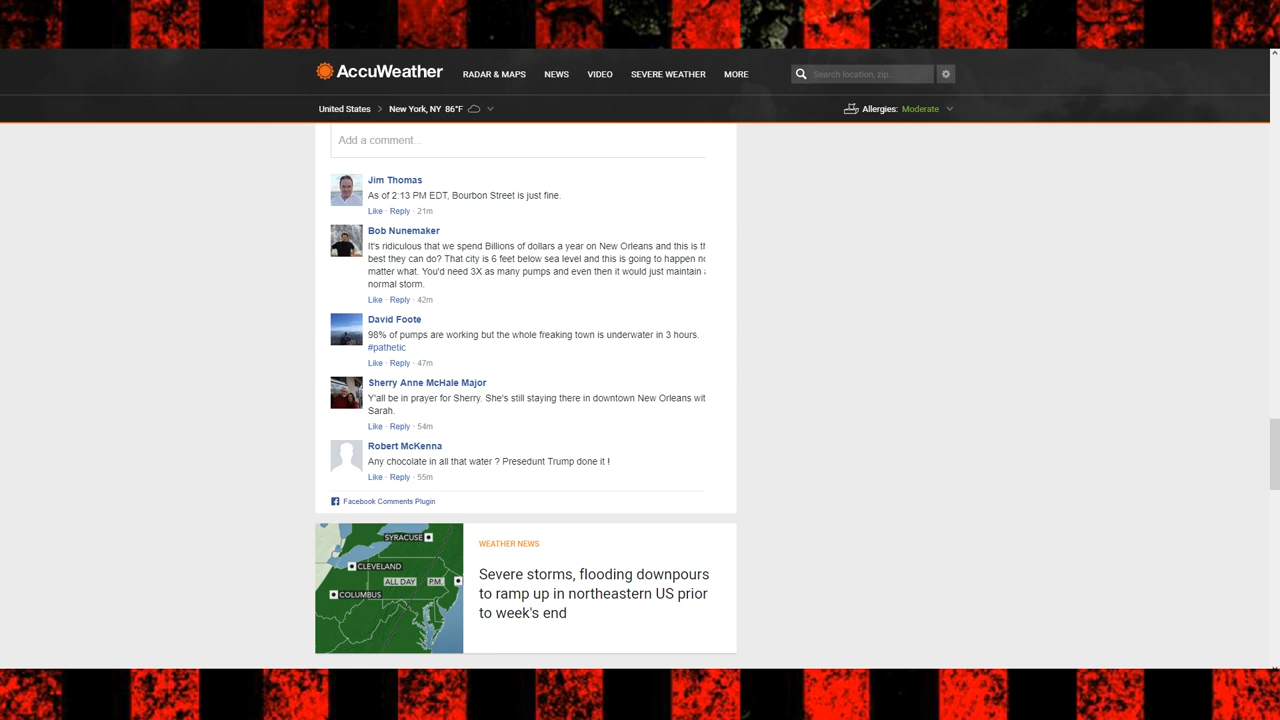 AccuWeather
RADAR & MAPS NEWS VIDEO SEVERE WEATHER MORE
Search location, zip...
United States > New York, NY 86°F
Allergies: Moderate
Add a comment...
Jim Thomas
As of 2:13 PM EDT, Bourbon Street is just fine.
Like · Reply · 21m
Bob Nunemaker
It's ridiculous that we spend Billions of dollars a year on New Orleans and this is
best they can do? That city is 6 feet below sea level and this is going to happen
matter what. You'd need 3X as many pumps and even then it would just maintain
normal storm.
Like · Reply · 42m
David Foote
98% of pumps are working but the whole freaking town is underwater in 3 hours.
#pathetic
Like · Reply · 47m
Sherry Anne McHale Major
Y'all be in prayer for Sherry. She's still staying there in downtown New Orleans wit
Sarah.
Like · Reply · 54m
Robert McKenna
Any chocolate in all that water ? Presedunt Trump done it !
Like · Reply · 55m
Facebook Comments Plugin
SYRACUSE
CLEVELAND
ALL DAY P.M.
COLUMBUS
WEATHER NEWS
Severe storms, flooding downpours
to ramp up in northeastern US prior
to week's end